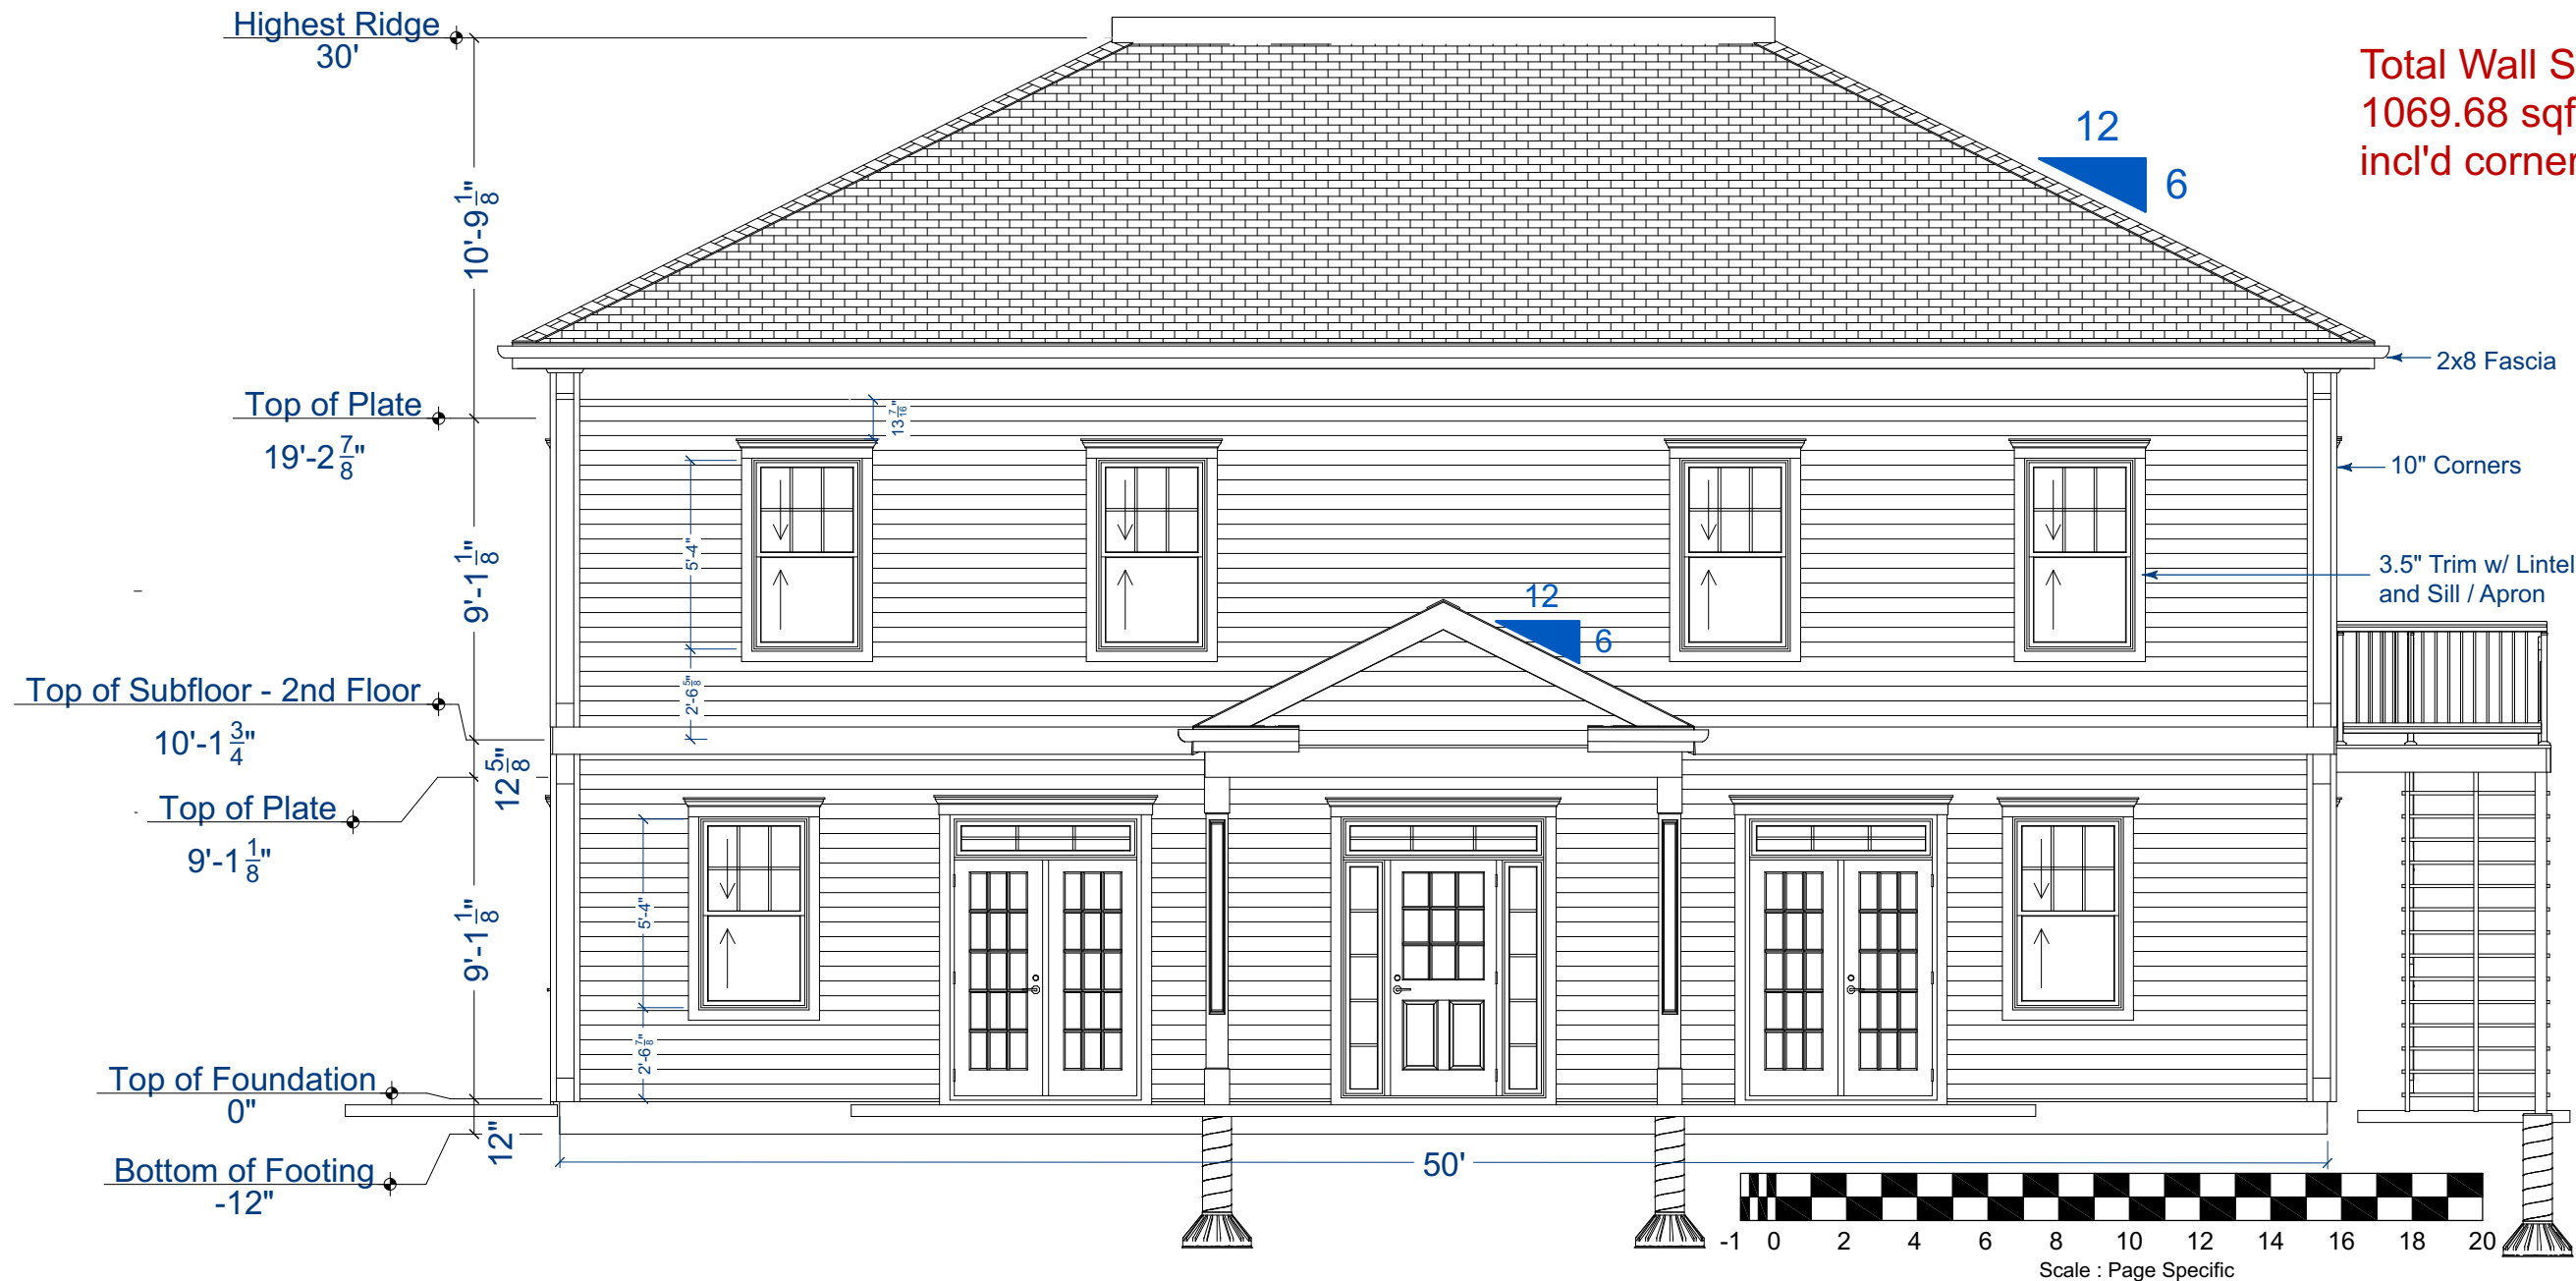 Highest Ridge
30'
Total Wall S
1069.68 sqf
incl'd corner
12
6
10'-9 1/8"
2x8 Fascia
Top of Plate
19'-2 7/8"
13 7/16"
10" Corners
9'-1 1/8"
5'-4"
3.5" Trim w/ Lintel
and Sill / Apron
12
6
2'-6 5/8"
Top of Subfloor - 2nd Floor
10'-1 3/4"
12 5/8"
Top of Plate
9'-1 1/8"
9'-1 1/8"
5'-4"
2'-6 7/8"
Top of Foundation
0"
12"
Bottom of Footing
-12"
50'
-1 0 2 4 6 8 10 12 14 16 18 20
Scale : Page Specific